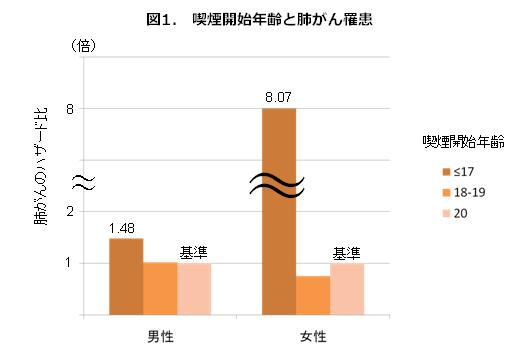 図1. 喫煙開始年齢と肺がん罹患
(倍)
肺がんのハザード比
8
2
1
1.48
基準
8.07
基準
男性
女性
喫煙開始年齢
≤17
18-19
20